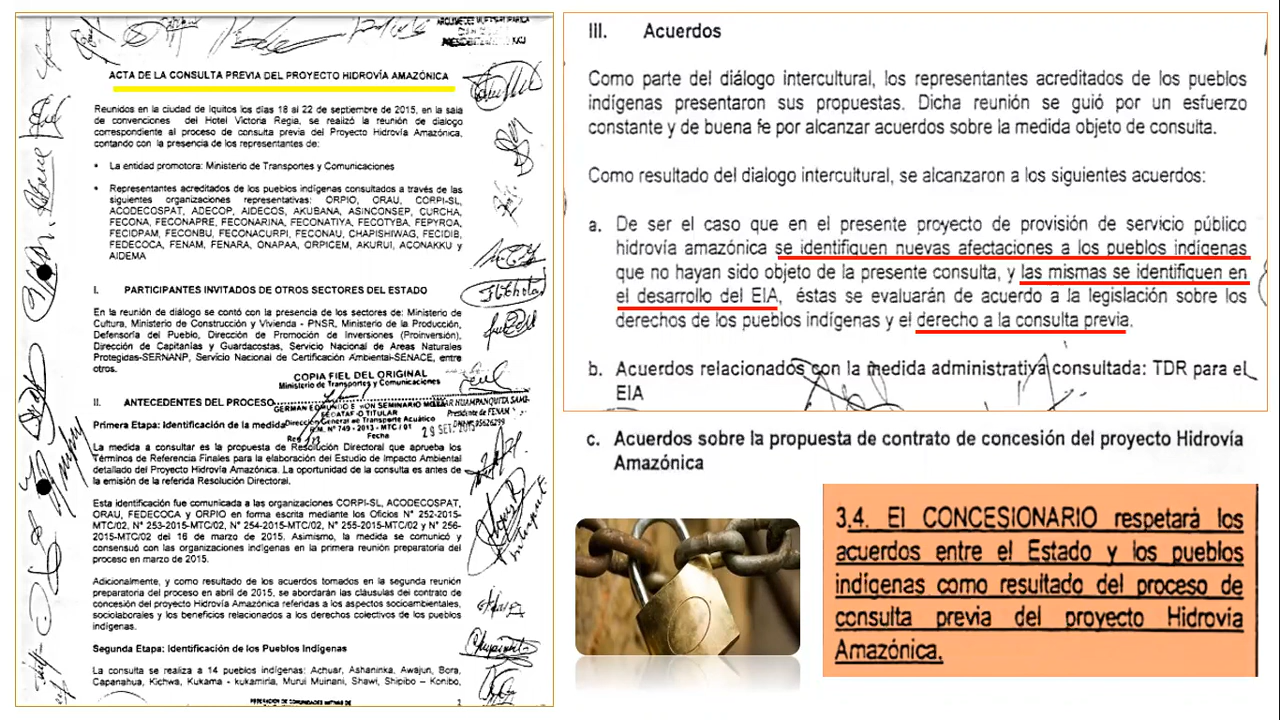 ACTA DE LA CONSULTA PREVIA DEL PROYECTO HIDROVÍA AMAZÓNICA
Reunidos en la ciudad de Iquitos los días 18 al 22 de septiembre de 2015, en la sala
de convenciones del Hotel Victoria Regia, se realizó la reunión de dialogo
correspondiente al proceso de consulta previa del Proyecto Hidrovía Amazónica,
contando con la presencia de los representantes de:
• La entidad promotora: Ministerio de Transportes y Comunicaciones
• Representantes acreditados de los pueblos indígenas consultados a través de las
siguientes organizaciones representativas: ORPIO, ORAU, CORPI-SL,
ACODECOSPAT, ADECOP, AIDECOS, AKUBANA, ASINCONSEP, CURCHA,
FECONA, FECONAPRE, FECONARINA, FECONATIYA, FECOTYBA, FEPYROA,
FECIDPAM, FECONBU, FECONACURPI, FECONAU, CHAPISHIWAG, FECIDIB,
FEDECOCA, FENAM, FENARA, ONAPAA, ORPICEM, AKURUI, ACONAKKU y
AIDEMA
I. PARTICIPANTES INVITADOS DE OTROS SECTORES DEL ESTADO
En la reunión de diálogo se contó con la presencia de los sectores de: Ministerio de
Cultura, Ministerio de Construcción y Vivienda - PNSR, Ministerio de la Producción,
Defensoría del Pueblo, Dirección de Promoción de Inversiones (Proinversión),
Dirección de Capitanías y Guardacostas, Servicio Nacional de Areas Naturales
Protegidas-SERNANP, Servicio Nacional de Certificación Ambiental-SENACE, entre
otros.
COPIA FIEL DEL ORIGINAL
Ministerio de Transportes y Comunicaciones
II. ANTECEDENTES DEL PROCESO
FEDATARIO TITULAR
Dirección General de Transporte Acuático
R.M. N° 749 - 2013 - MTC / 01
Fecha
29 SET
Presidente de FENAM
Primera Etapa: Identificación de la medida
La medida a consultar es la propuesta de Resolución Directoral que aprueba los
Términos de Referencia Finales para la elaboración del Estudio de Impacto Ambiental
detallado del Proyecto Hidrovía Amazónica. La oportunidad de la consulta es antes de
la emisión de la referida Resolución Directoral.
Esta identificación fue comunicada a las organizaciones CORPI-SL, ACODECOSPAT,
ORAU, FEDECOCA y ORPIO en forma escrita mediante los Oficios N° 252-2015-
MTC/02, N° 253-2015-MTC/02, N° 254-2015-MTC/02, N° 255-2015-MTC/02 y N° 256-
2015-MTC/02 del 16 de marzo de 2015. Asimismo, la medida se comunicó y
consensuó con las organizaciones indígenas en la primera reunión preparatoria del
proceso en marzo de 2015.
Adicionalmente, y como resultado de los acuerdos tomados en la segunda reunión
preparatoria del proceso en abril de 2015, se abordarán las cláusulas del contrato de
concesión del proyecto Hidrovía Amazónica referidas a los aspectos socioambientales,
sociolaborales y los beneficios relacionados a los derechos colectivos de los pueblos
indígenas.
Segunda Etapa: Identificación de los Pueblos Indígenas
La consulta se realiza a 14 pueblos indígenas: Achuar, Ashaninka, Awajun, Bora,
Capanahua, Kichwa, Kukama - kukamiria, Murui Muinani, Shawi, Shipibo – Konibo,
III. Acuerdos
Como parte del diálogo intercultural, los representantes acreditados de los pueblos
indígenas presentaron sus propuestas. Dicha reunión se guió por un esfuerzo
constante y de buena fe por alcanzar acuerdos sobre la medida objeto de consulta.
Como resultado del dialogo intercultural, se alcanzaron a los siguientes acuerdos:
a. De ser el caso que en el presente proyecto de provisión de servicio público
hidrovía amazónica se identifiquen nuevas afectaciones a los pueblos indígenas
que no hayan sido objeto de la presente consulta, y las mismas se identifiquen en
el desarrollo del EIA, éstas se evaluarán de acuerdo a la legislación sobre los
derechos de los pueblos indígenas y el derecho a la consulta previa.
b. Acuerdos relacionados con la medida administrativa consultada: TDR para el
EIA
c. Acuerdos sobre la propuesta de contrato de concesión del proyecto Hidrovía
Amazónica
3.4. El CONCESIONARIO respetará los
acuerdos entre el Estado y los pueblos
indígenas como resultado del proceso de
consulta previa del proyecto Hidrovía
Amazónica.